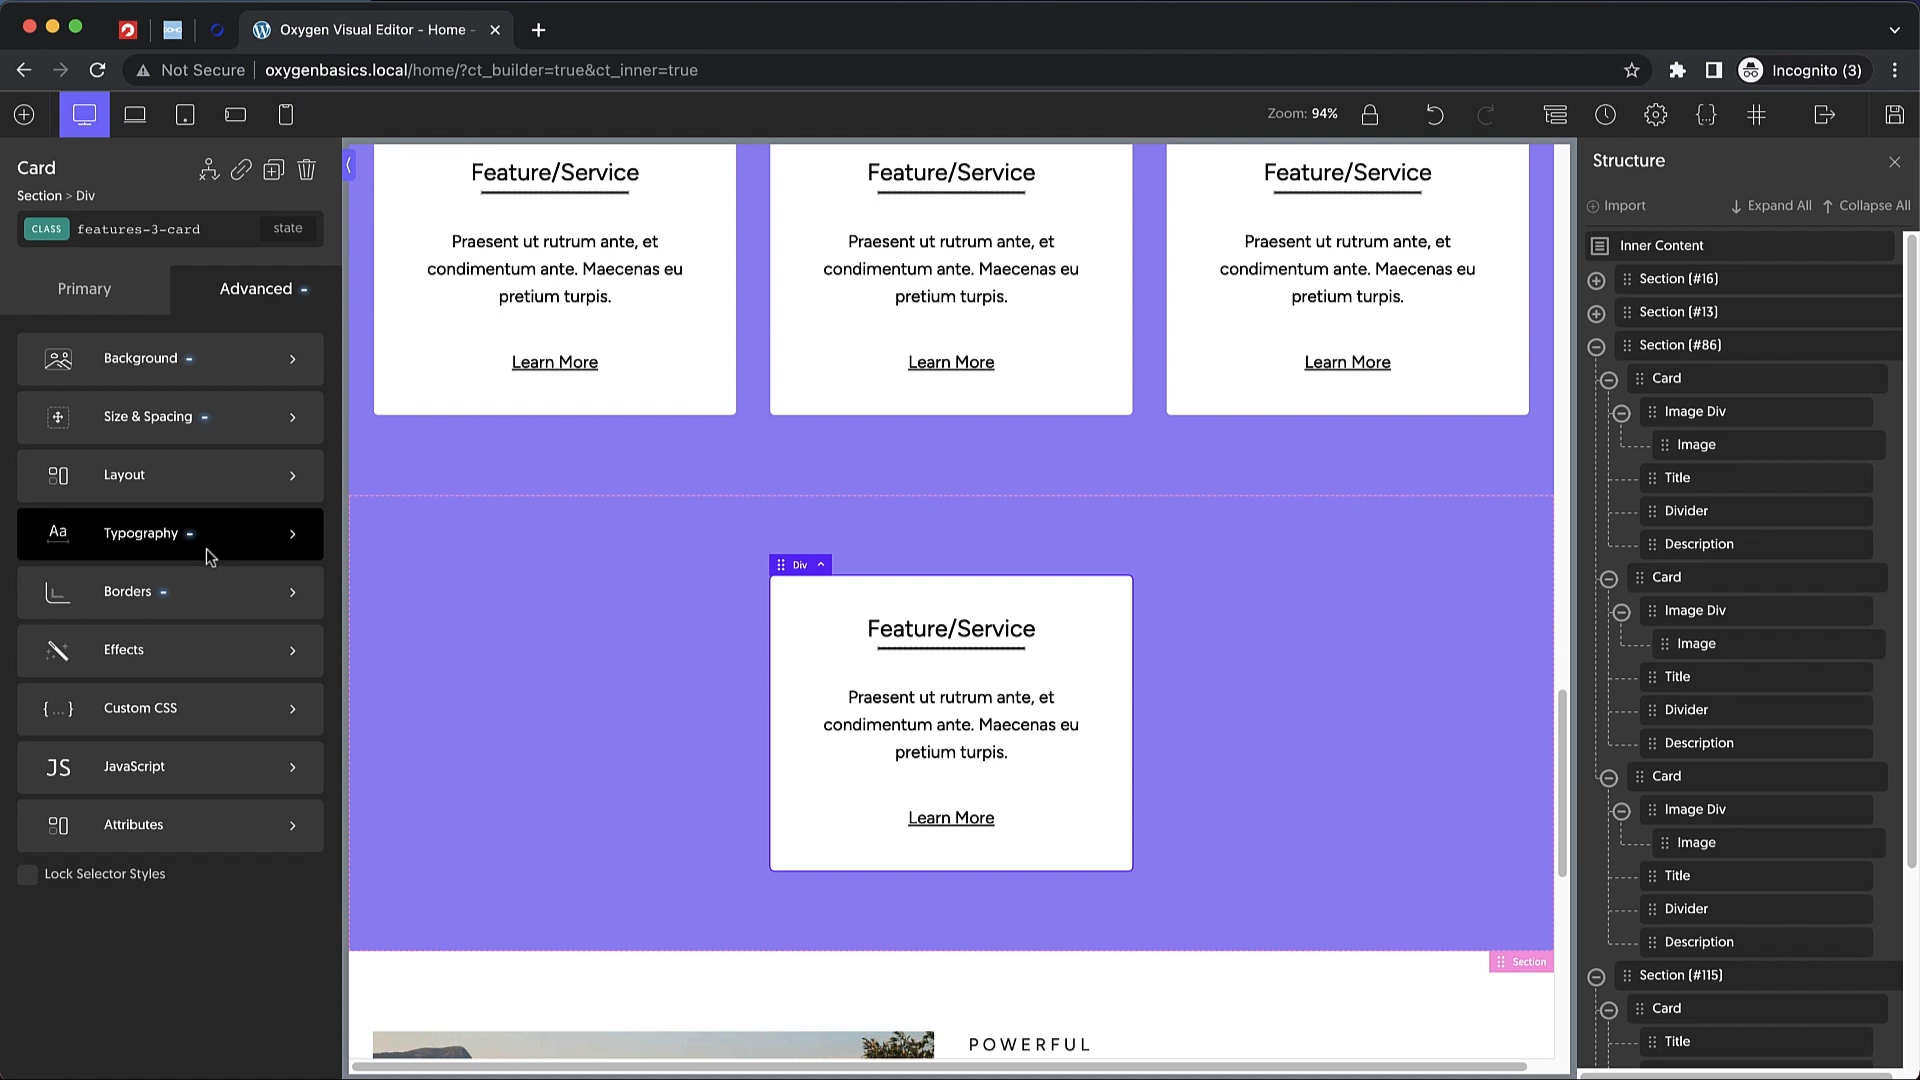 Oxygen Visual Editor - Home -
Not Secure
oxygenbasics.local/home/?ct_builder=true&ct_inner=true
Incognito (3)
Zoom: 94%
Card
Section > Div
CLASS
features-3-card
state
Primary
Advanced
Background
Size & Spacing
Layout
Aa
Typography
Borders
Effects
{...}
Custom CSS
JS
JavaScript
Attributes
Lock Selector Styles
Feature/Service
Praesent ut rutrum ante, et
condimentum ante. Maecenas eu
pretium turpis.
Learn More
Feature/Service
Praesent ut rutrum ante, et
condimentum ante. Maecenas eu
pretium turpis.
Learn More
Feature/Service
Praesent ut rutrum ante, et
condimentum ante. Maecenas eu
pretium turpis.
Learn More
Div
Feature/Service
Praesent ut rutrum ante, et
condimentum ante. Maecenas eu
pretium turpis.
Learn More
Section
POWERFUL
Structure
Import
Expand All
Collapse All
Inner Content
Section (#16)
Section (#13)
Section (#86)
Card
Image Div
Image
Title
Divider
Description
Card
Image Div
Image
Title
Divider
Description
Card
Image Div
Image
Title
Divider
Description
Section (#115)
Card
Title